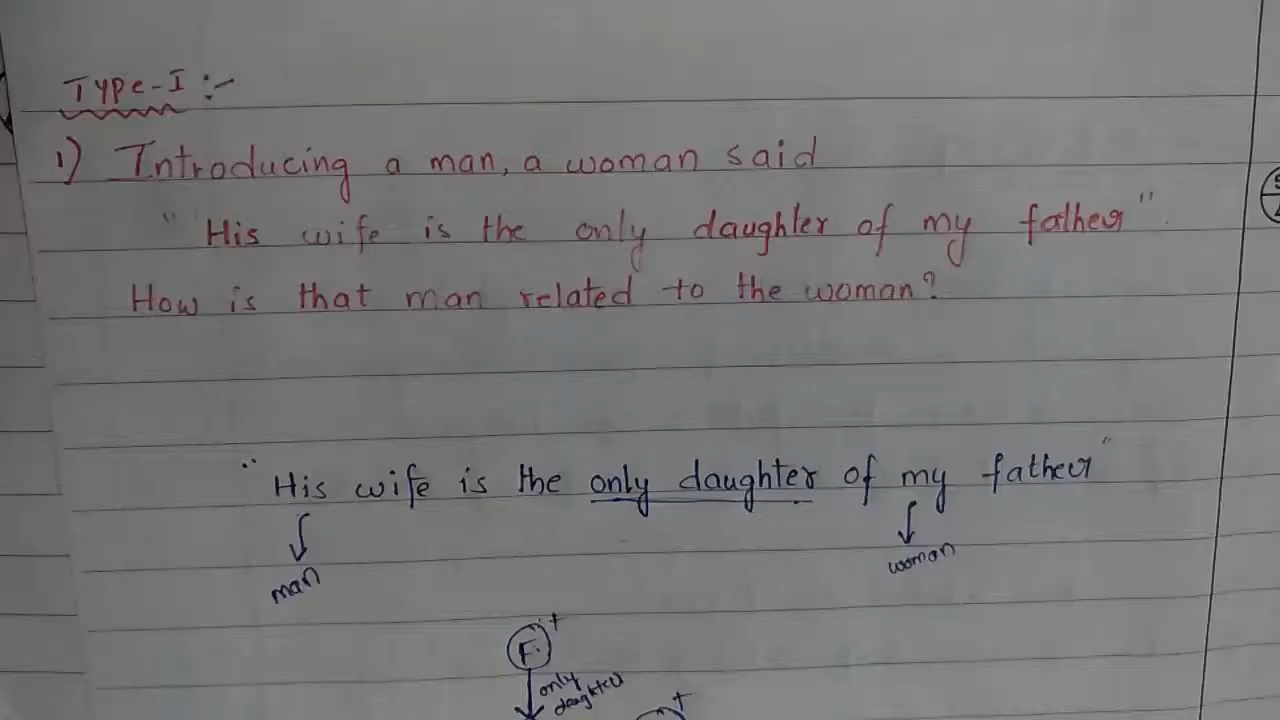 Type-I :-
1) Introducing a man, a woman said
"His wife is the only daughter of my father".
How is that man related to the woman?
"His wife is the only daughter of my father"
man
woman
F +
only
daughter
+